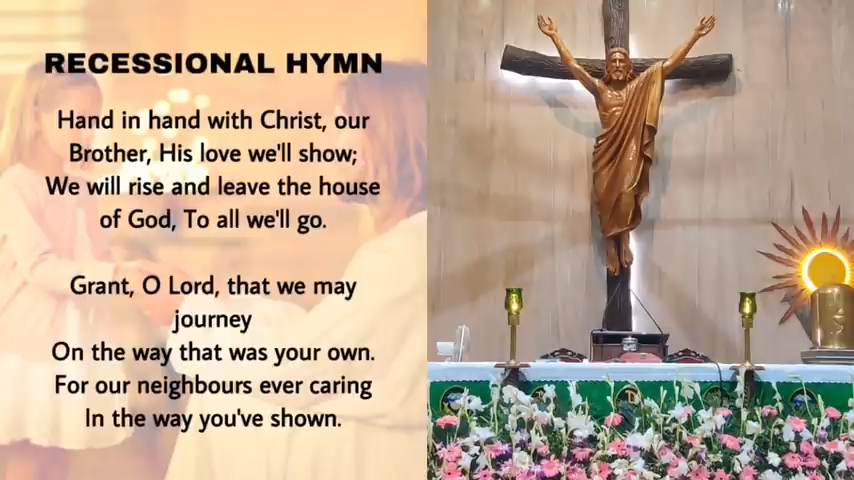 RECESSIONAL HYMN
Hand in hand with Christ, our
Brother, His love we'll show;
We will rise and leave the house
of God, To all we'll go.
Grant, O Lord, that we may
journey
On the way that was your own.
For our neighbours ever caring
In the way you've shown.